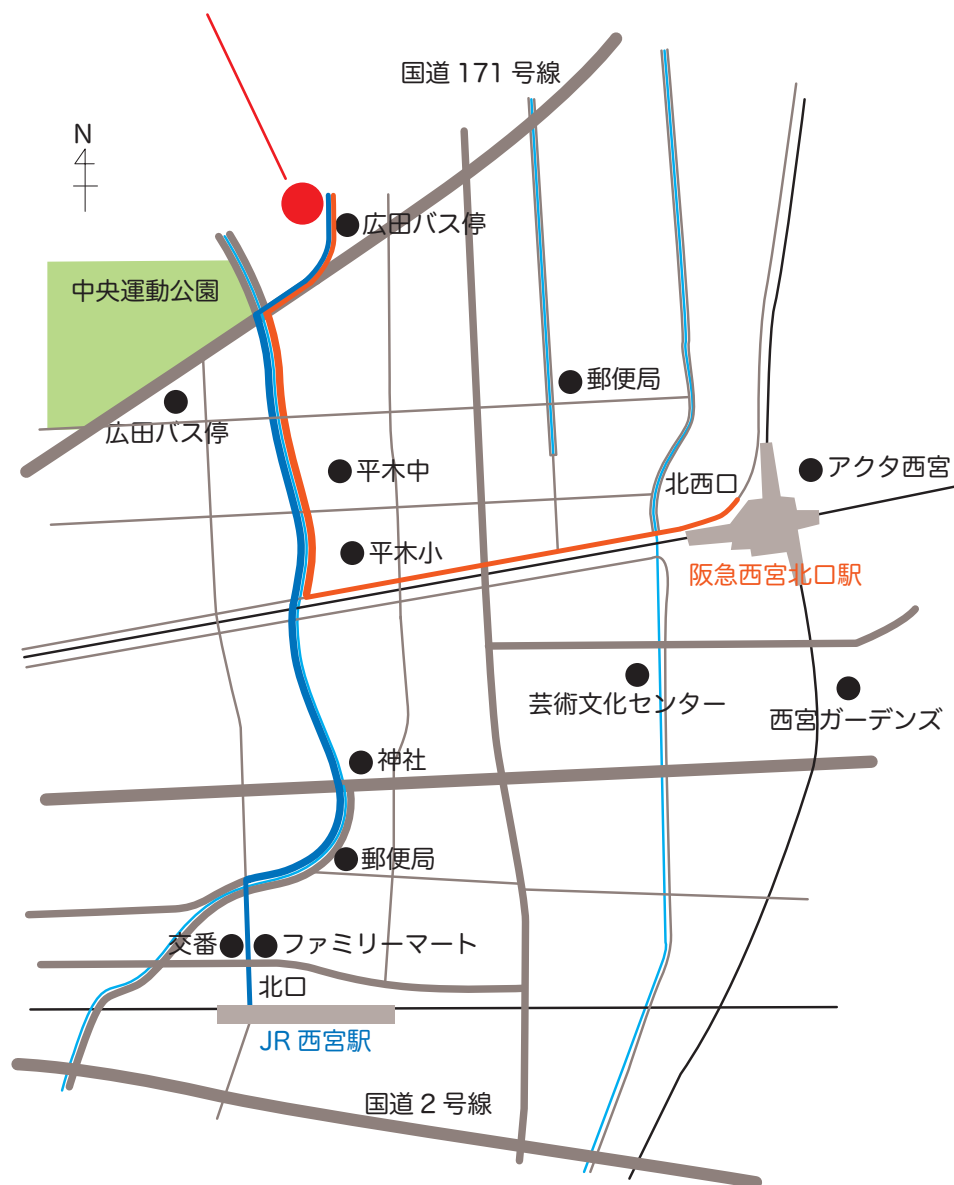 国道 171 号線
N
広田バス停
中央運動公園
郵便局
広田バス停
平木中
アクタ西宮
北西口
平木小
阪急西宮北口駅
芸術文化センター
西宮ガーデンズ
神社
郵便局
交番
ファミリーマート
北口
JR 西宮駅
国道 2 号線